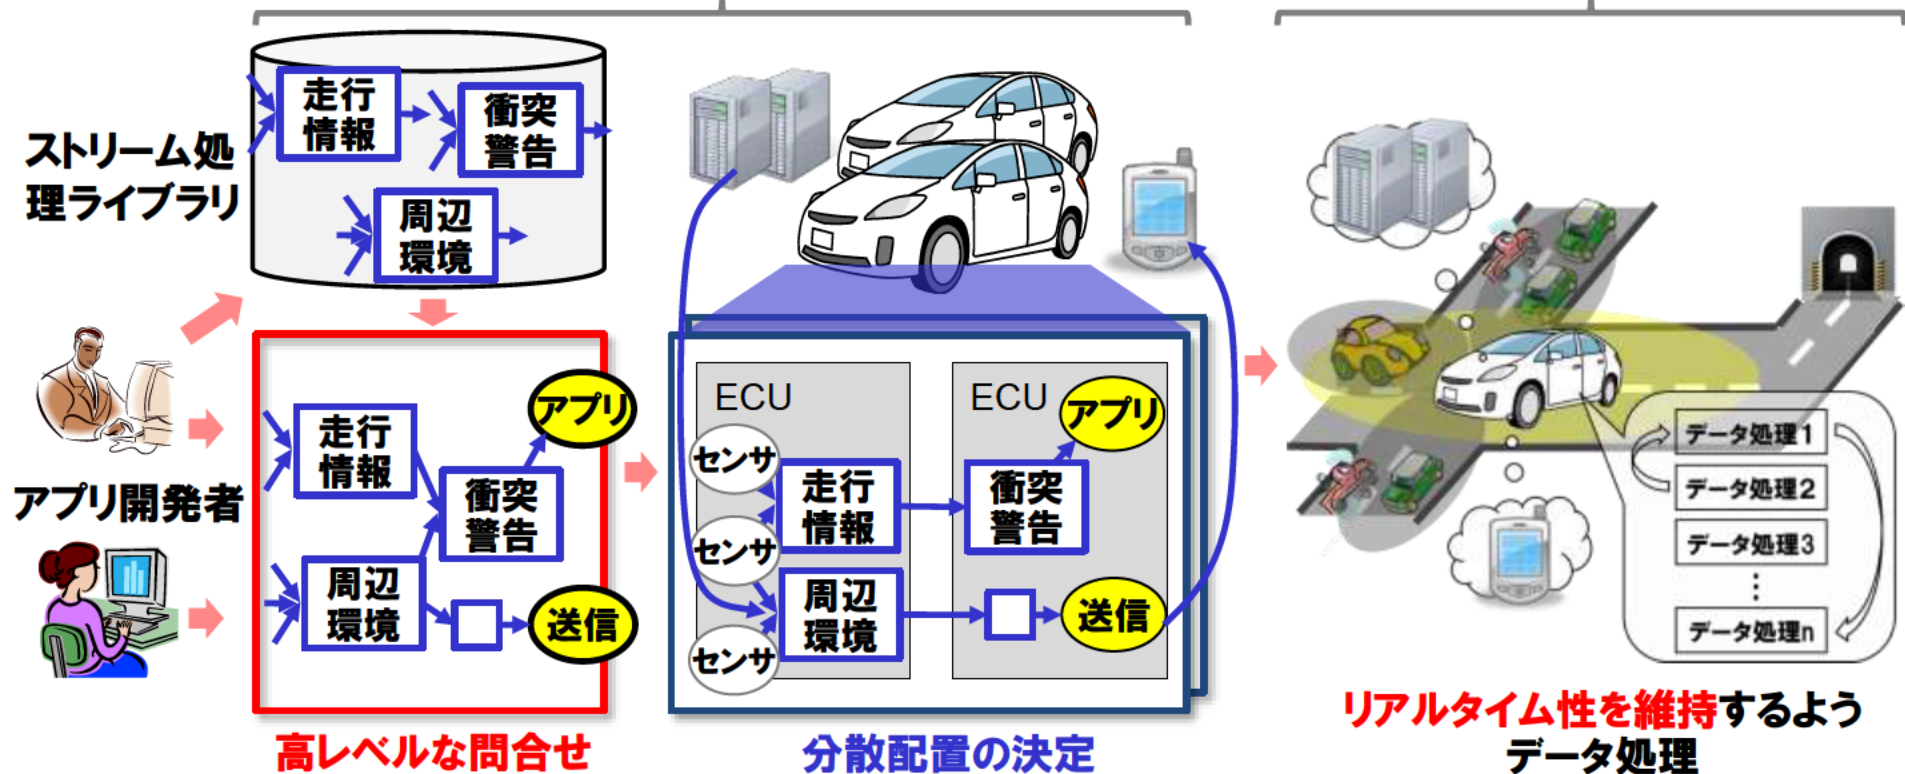 ストリーム処
理ライブラリ
走行
情報
衝突
警告
周辺
環境
アプリ開発者
走行
情報
衝突
警告
周辺
環境
アプリ
送信
高レベルな問合せ
ECU
センサ
センサ
センサ
走行
情報
周辺
環境
ECU
アプリ
衝突
警告
送信
分散配置の決定
データ処理1
データ処理2
データ処理3
⋮
データ処理n
リアルタイム性を維持するよう
データ処理